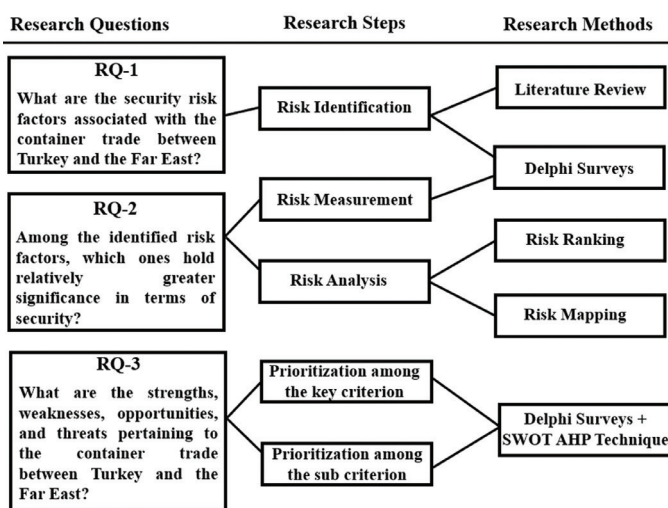 Research Questions
Research Steps
Research Methods
RQ-1
What are the security risk
factors associated with the
container trade between
Turkey and the Far East?
Risk Identification
Literature Review
Delphi Surveys
RQ-2
Among the identified risk
factors, which ones hold
relatively greater
significance in terms of
security?
Risk Measurement
Risk Analysis
Risk Ranking
Risk Mapping
RQ-3
What are the strengths,
weaknesses, opportunities,
and threats pertaining to
the container trade
between Turkey and the
Far East?
Prioritization among
the key criterion
Prioritization among
the sub criterion
Delphi Surveys +
SWOT AHP Technique